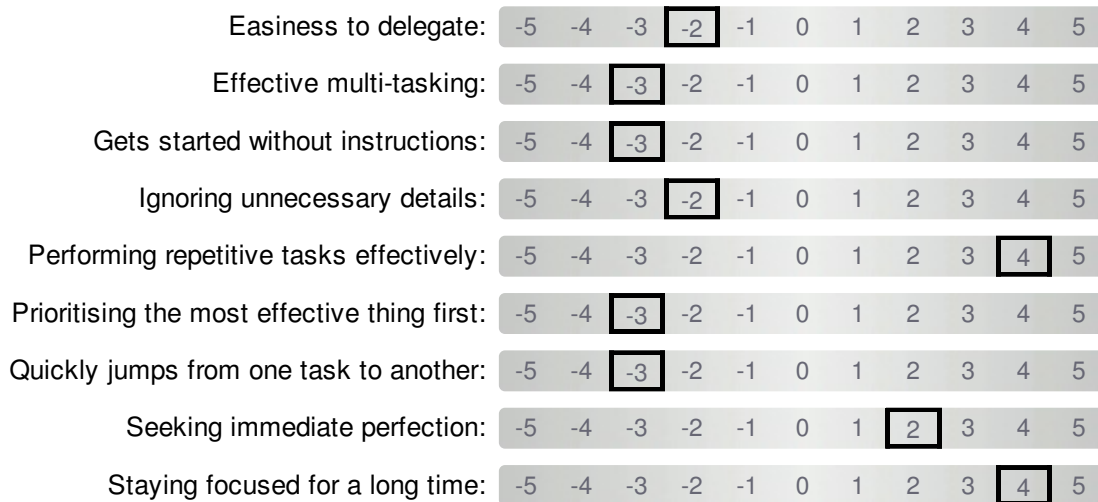 Easiness to delegate: -5 -4 -3 -2 -1 0 1 2 3 4 5
Effective multi-tasking: -5 -4 -3 -2 -1 0 1 2 3 4 5
Gets started without instructions: -5 -4 -3 -2 -1 0 1 2 3 4 5
Ignoring unnecessary details: -5 -4 -3 -2 -1 0 1 2 3 4 5
Performing repetitive tasks effectively: -5 -4 -3 -2 -1 0 1 2 3 4 5
Prioritising the most effective thing first: -5 -4 -3 -2 -1 0 1 2 3 4 5
Quickly jumps from one task to another: -5 -4 -3 -2 -1 0 1 2 3 4 5
Seeking immediate perfection: -5 -4 -3 -2 -1 0 1 2 3 4 5
Staying focused for a long time: -5 -4 -3 -2 -1 0 1 2 3 4 5